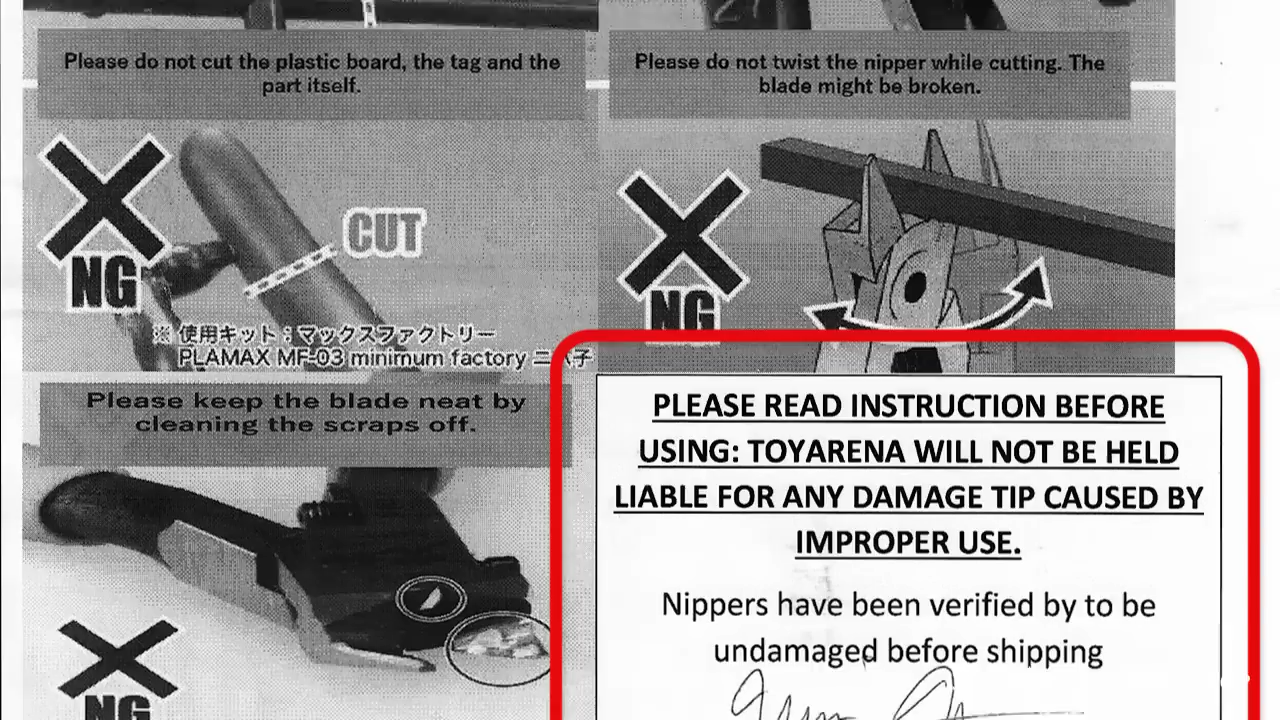 Please do not cut the plastic board, the tag and the
part itself.
Please do not twist the nipper while cutting. The
blade might be broken.
NG
CUT
NG
※ 使用キット：マックスファクトリー
PLAMAX MF-03 minimum factory 二八子
Please keep the blade neat by
cleaning the scraps off.
NG
PLEASE READ INSTRUCTION BEFORE
USING: TOYARENA WILL NOT BE HELD
LIABLE FOR ANY DAMAGE TIP CAUSED BY
IMPROPER USE.
Nippers have been verified by to be
undamaged before shipping